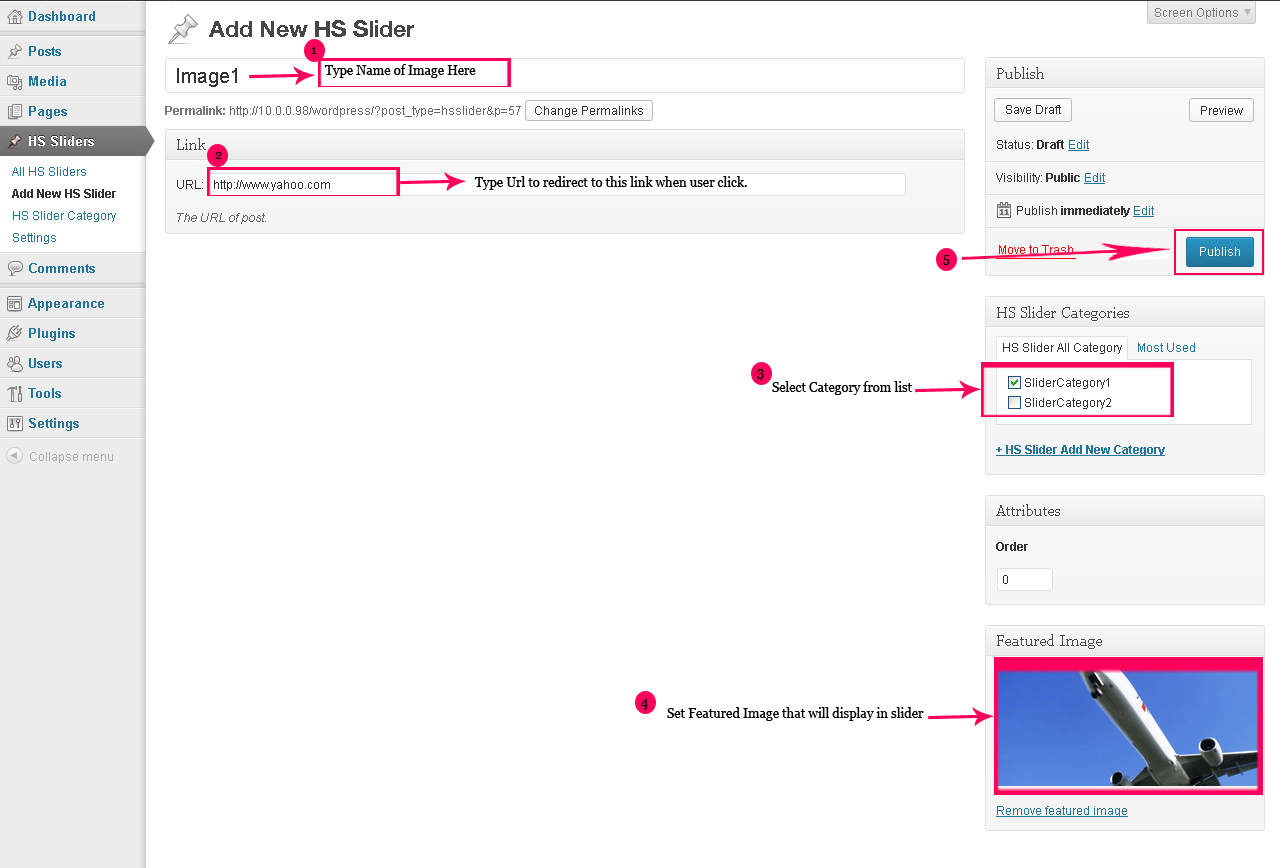 Screen Options
Dashboard
Posts
Media
Pages
HS Sliders
All HS Sliders
Add New HS Slider
HS Slider Category
Settings
Comments
Appearance
Plugins
Users
Tools
Settings
Collapse menu
Add New HS Slider
1
Image1 Type Name of Image Here
Permalink: http://10.0.0.98/wordpress/?post_type=hsslider&p=57 Change Permalinks
Link
2
URL: http://www.yahoo.com Type Url to redirect to this link when user click.
The URL of post.
Publish
Save Draft Preview
Status: Draft Edit
Visibility: Public Edit
11 Publish immediately Edit
5 Move to Trash Publish
HS Slider Categories
HS Slider All Category Most Used
3
Select Category from list
SliderCategory1
SliderCategory2
+ HS Slider Add New Category
Attributes
Order
0
Featured Image
4 Set Featured Image that will display in slider
Remove featured image